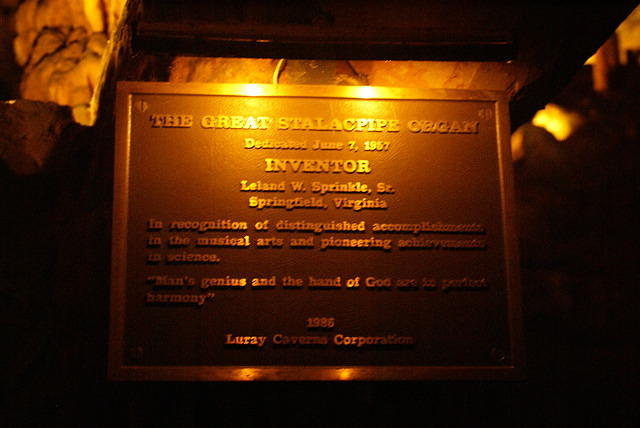 THE GREAT STALACPIPE ORGAN
Dedicated June 7, 1957
INVENTOR
Leland W. Sprinkle, Sr.
Springfield, Virginia
In recognition of distinguished accomplishments
in the musical arts and pioneering achievements
in science.
"Man's genius and the hand of God are in perfect
harmony"
1986
Luray Caverns Corporation